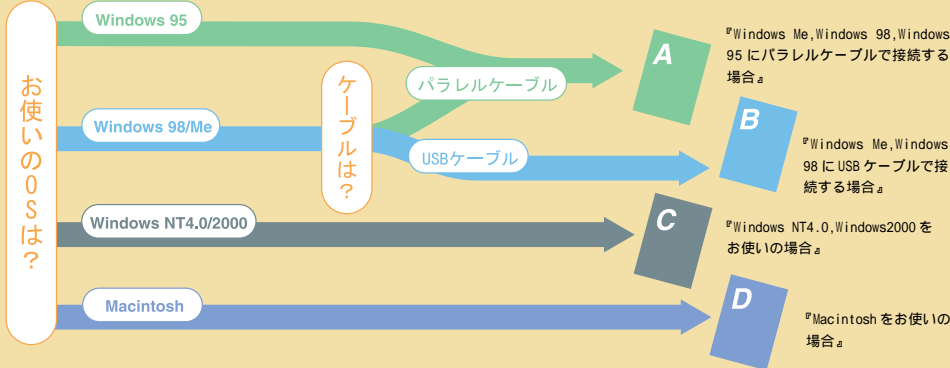 お使いのOSは？
Windows 95
Windows 98/Me
Windows NT4.0/2000
Macintosh
ケーブルは？
パラレルケーブル
USBケーブル
A
『Windows Me,Windows 98,Windows
95 にパラレルケーブルで接続する
場合』
B
『Windows Me,Windows
98 に USB ケーブルで接
続する場合』
C
『Windows NT4.0,Windows2000 を
お使いの場合』
D
『Macintosh をお使いの
場合』